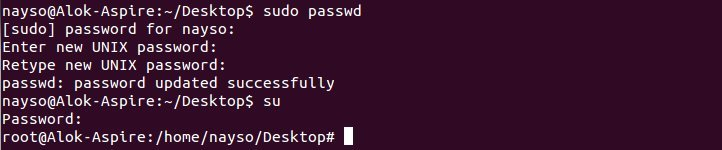 nayso@Alok-Aspire:~/Desktop$ sudo passwd
[sudo] password for nayso:
Enter new UNIX password:
Retype new UNIX password:
passwd: password updated successfully
nayso@Alok-Aspire:~/Desktop$ su
Password:
root@Alok-Aspire:/home/nayso/Desktop#